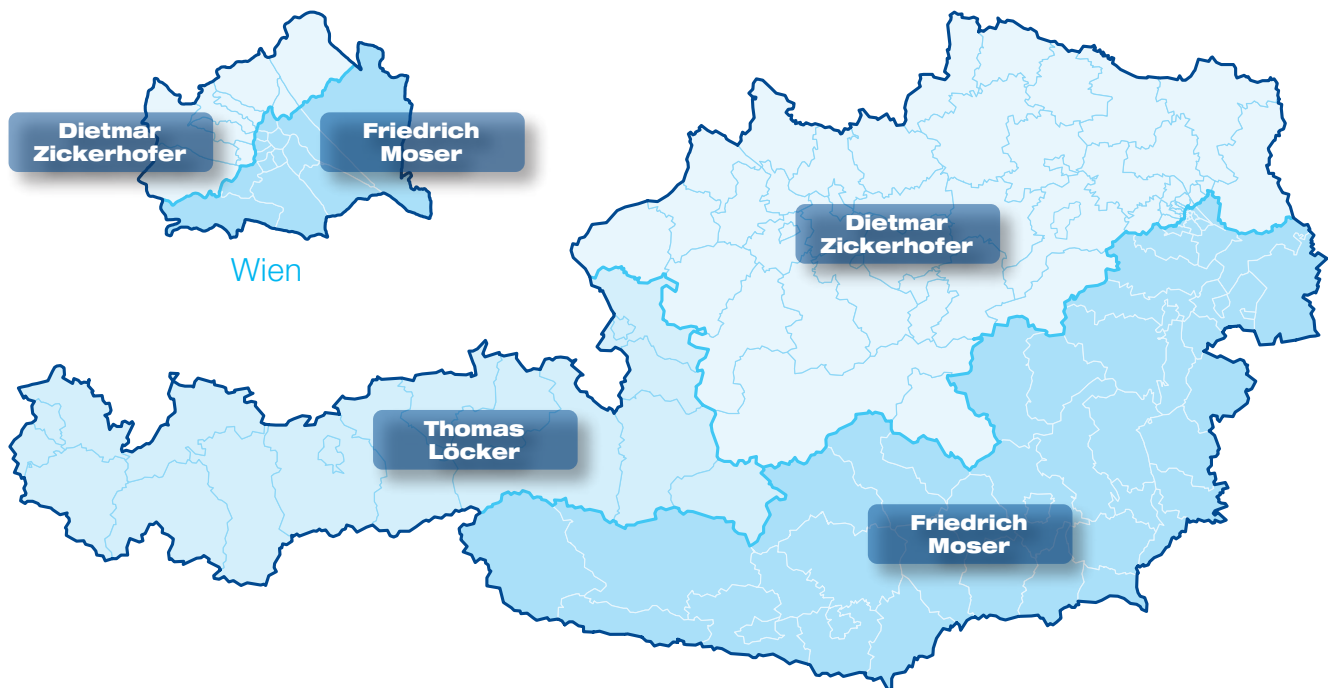 Dietmar
Zickerhofer
Friedrich
Moser
Wien
Dietmar
Zickerhofer
Thomas
Löcker
Friedrich
Moser